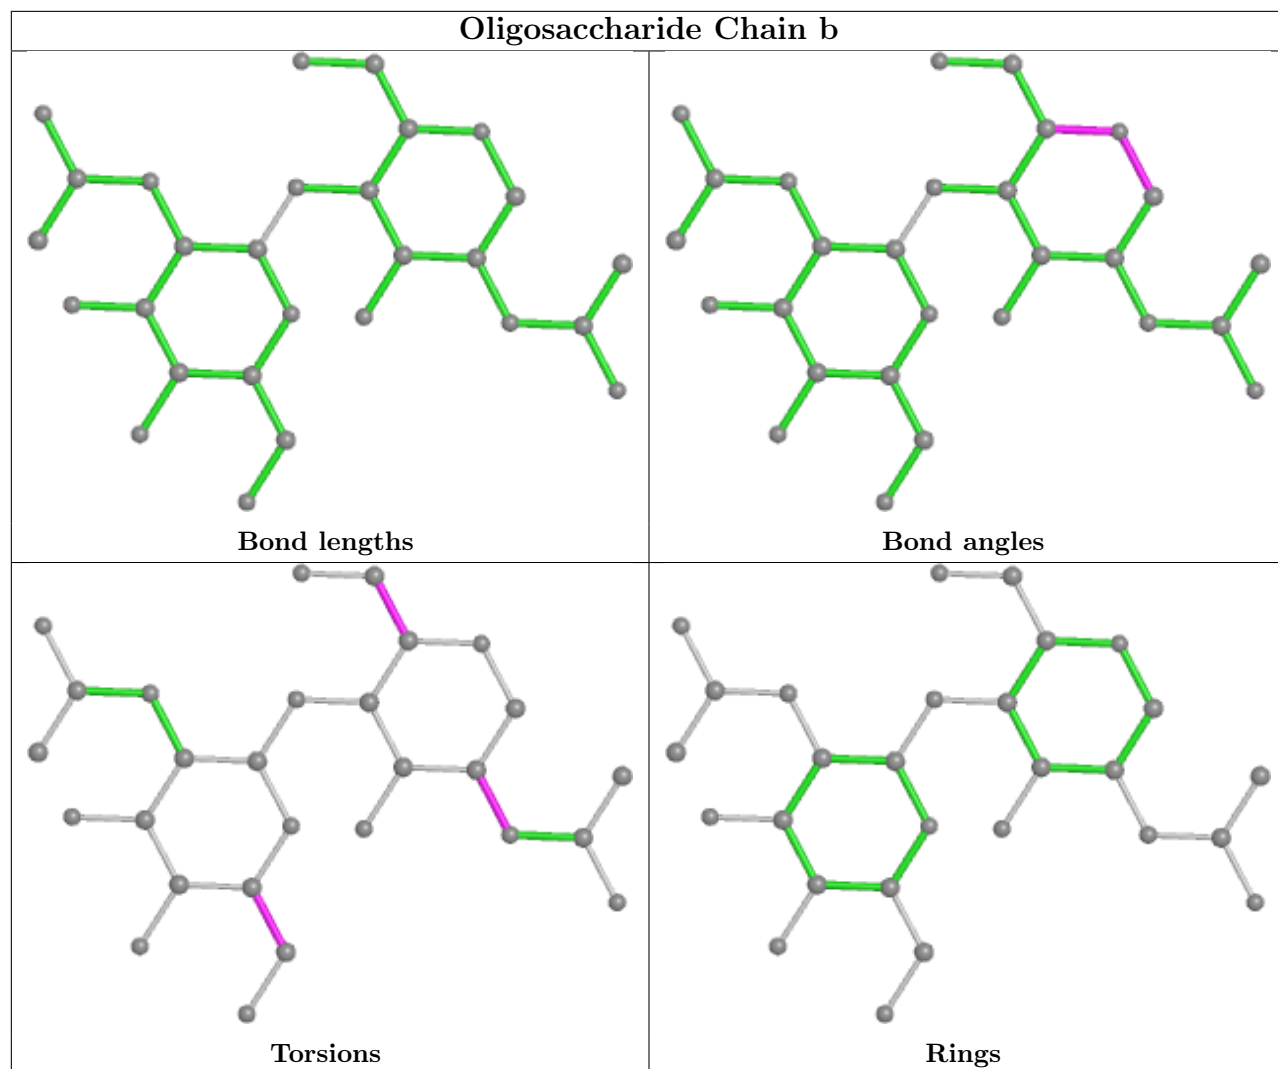 Oligosaccharide Chain b
Bond lengths
Bond angles
Torsions
Rings